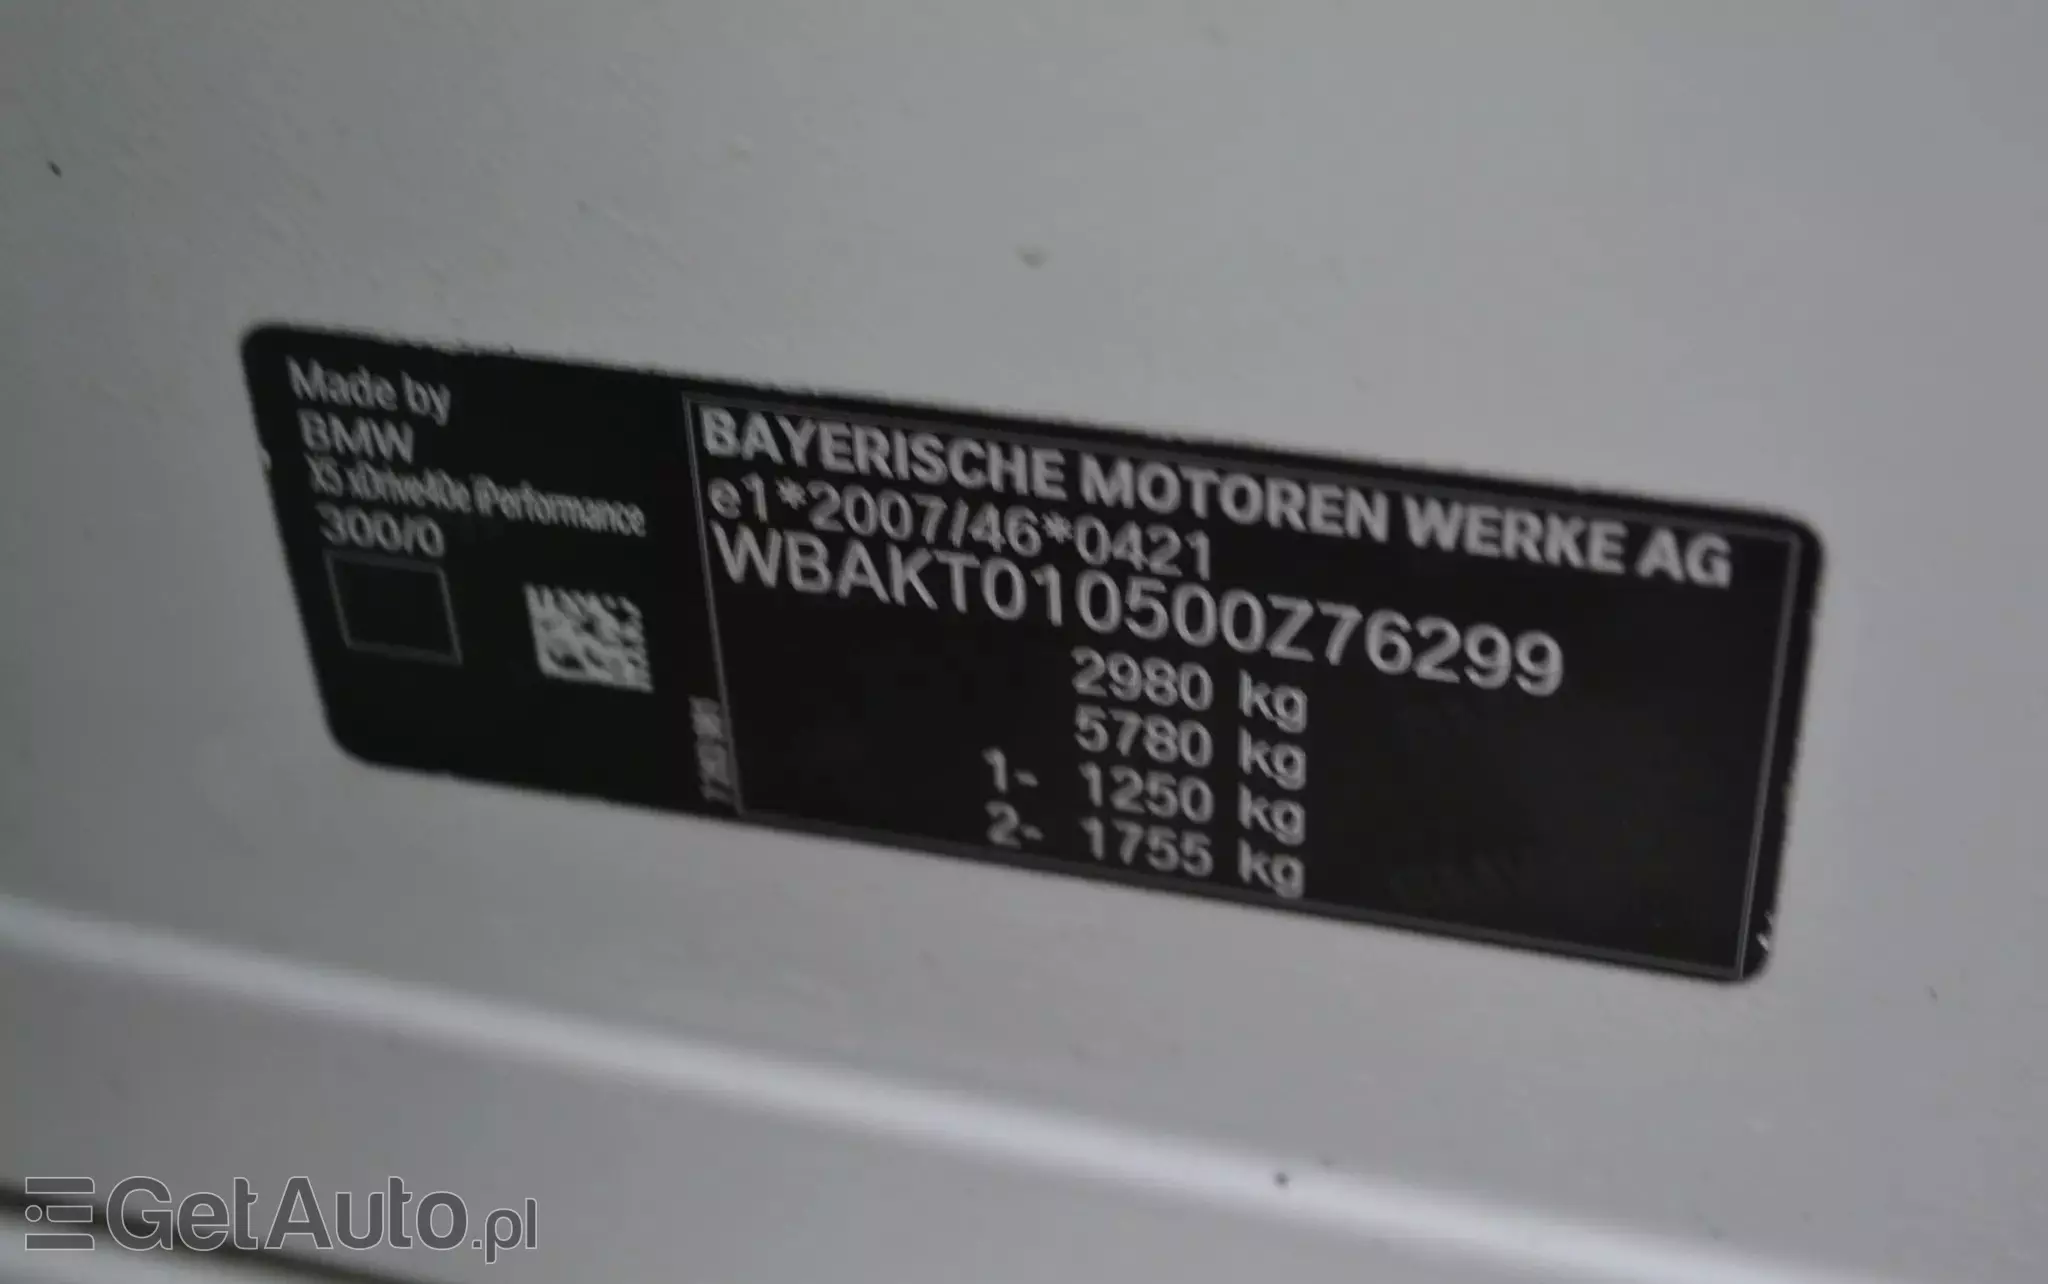 Made by
BMW
X5 xDrive40e iPerformance
300/0
BAYERISCHE MOTOREN WERKE AG
e1*2007/46*0421
WBAKT010500Z76299
2980 kg
5780 kg
1- 1250 kg
2- 1755 kg
GetAuto.pl